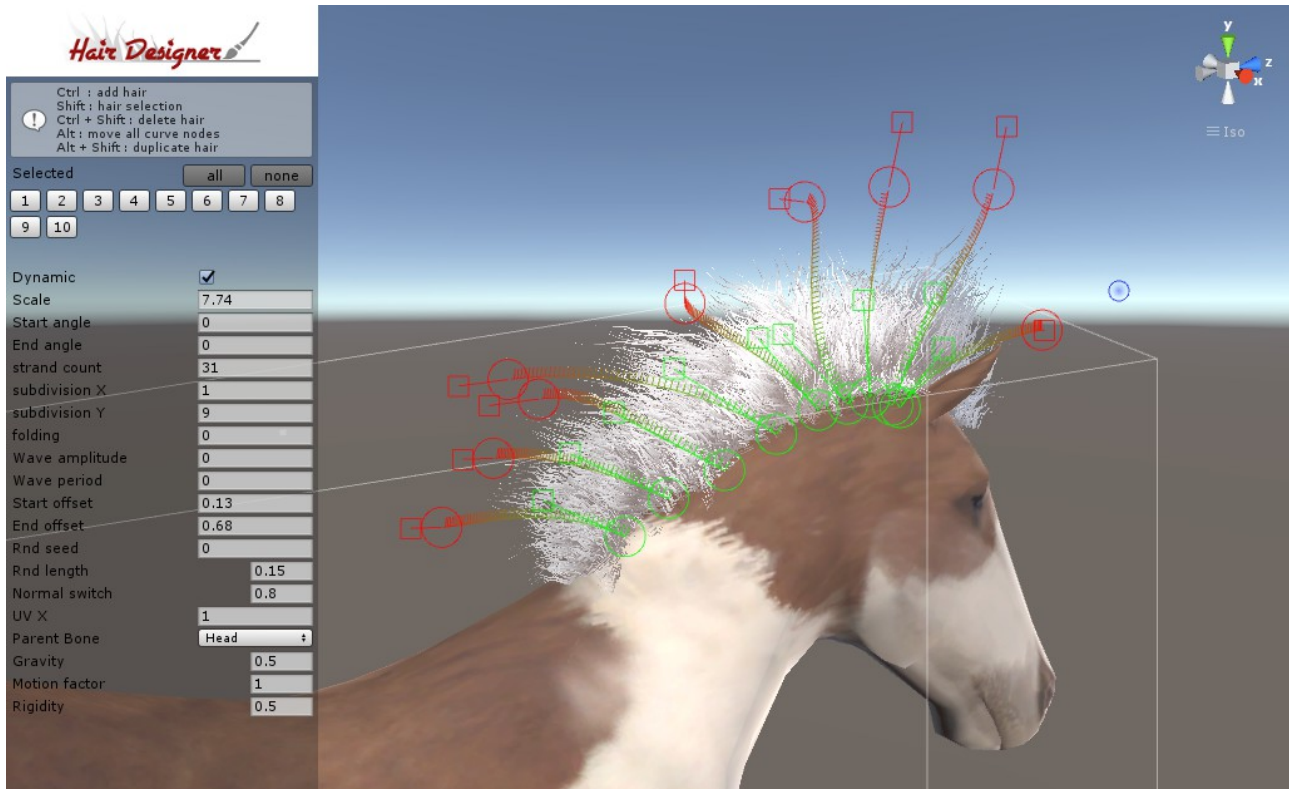 Hair Designer
Ctrl : add hair
Shift : hair selection
Ctrl + Shift : delete hair
Alt : move all curve nodes
Alt + Shift : duplicate hair
!
Selected all none
1 2 3 4 5 6 7 8
9 10
Dynamic
Scale 7.74
Start angle 0
End angle 0
strand count 31
subdivision X 1
subdivision Y 9
folding 0
Wave amplitude 0
Wave period 0
Start offset 0.13
End offset 0.68
Rnd seed 0
Rnd length 0.15
Normal switch 0.8
UV X 1
Parent Bone Head
Gravity 0.5
Motion factor 1
Rigidity 0.5
y
z
x
Iso